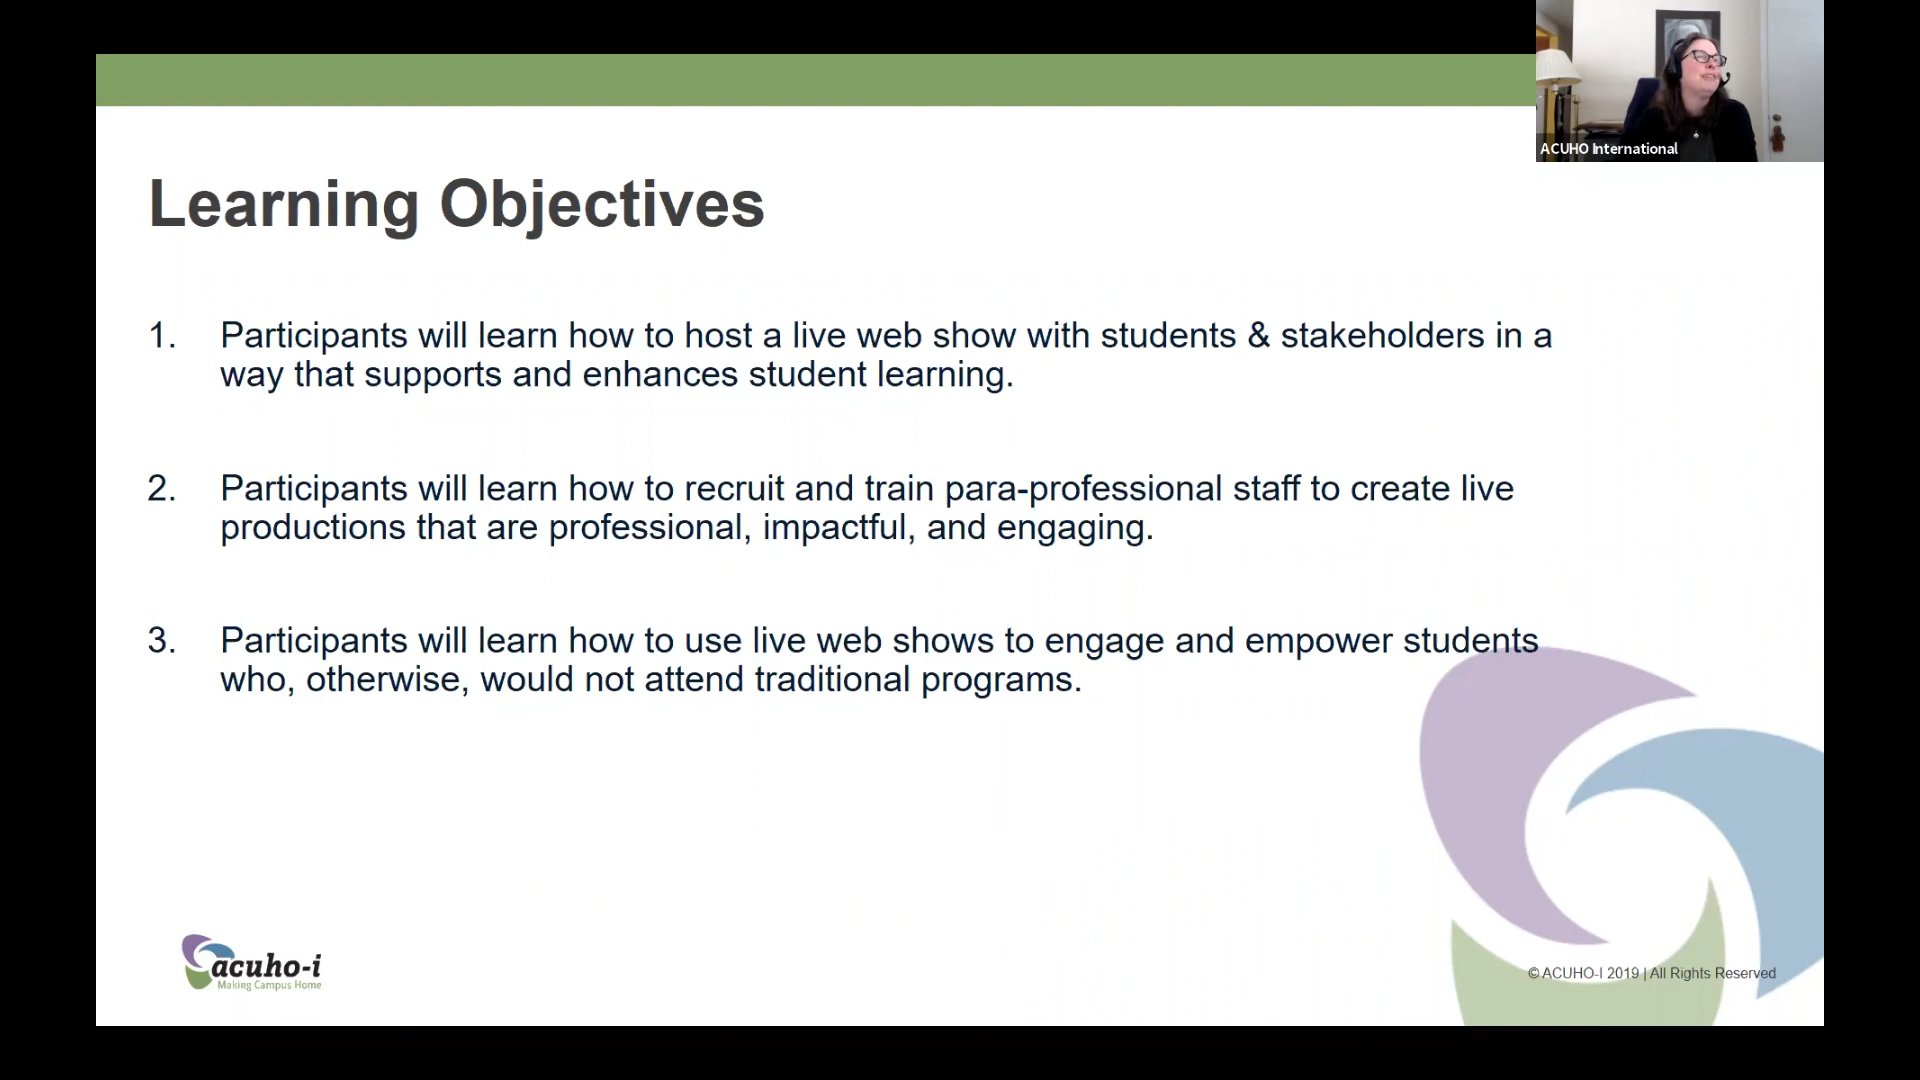 ACUHO International
Learning Objectives
1. Participants will learn how to host a live web show with students & stakeholders in a
way that supports and enhances student learning.
2. Participants will learn how to recruit and train para-professional staff to create live
productions that are professional, impactful, and engaging.
3. Participants will learn how to use live web shows to engage and empower students
who, otherwise, would not attend traditional programs.
acuho-i
Making Campus Home
© ACUHO-I 2019 | All Rights Reserved